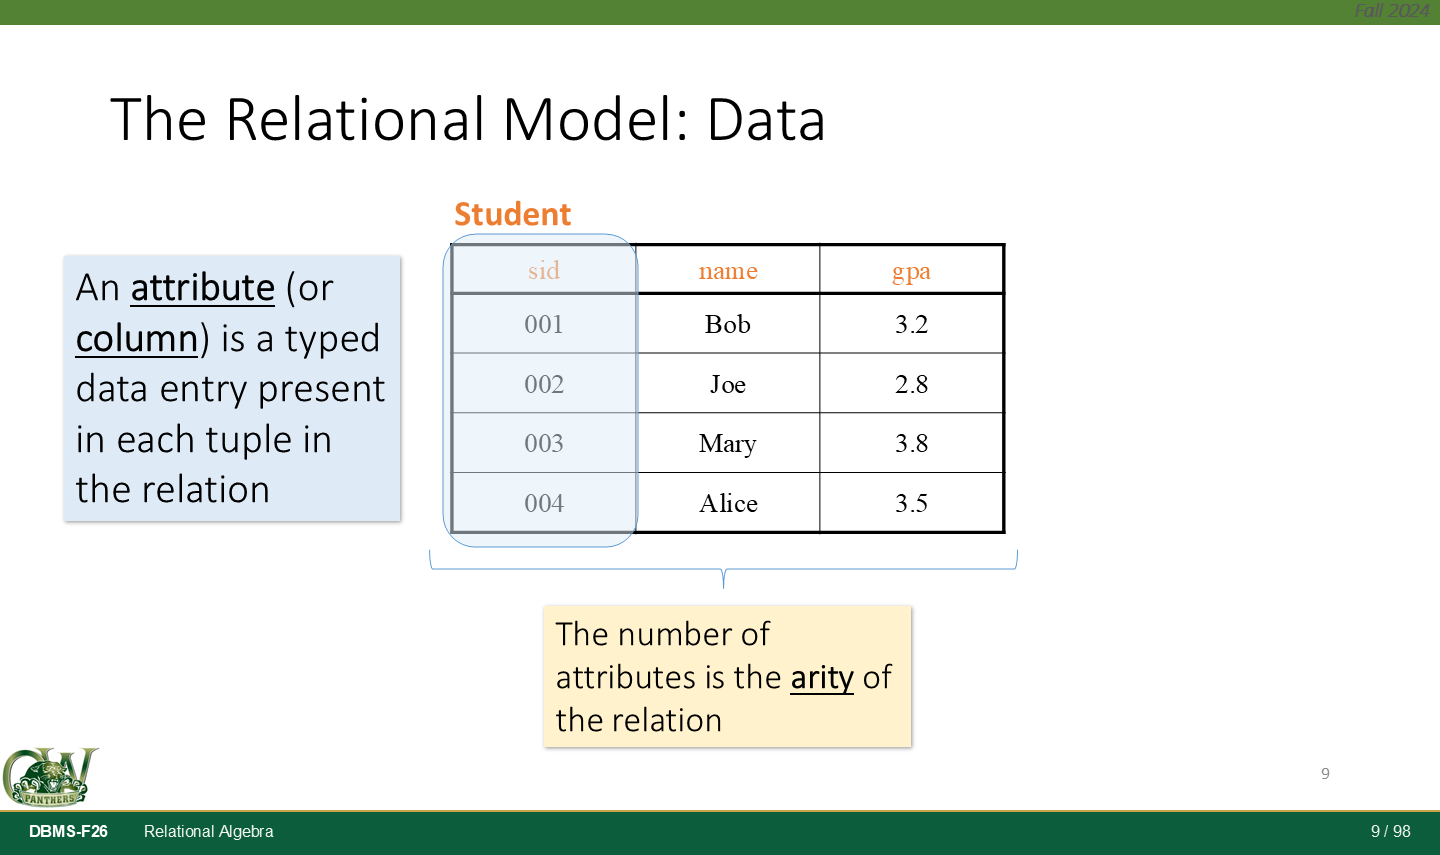 Fall 2024
The Relational Model: Data
Student
An attribute (or
column) is a typed
data entry present
in each tuple in
the relation
sid name gpa
001 Bob 3.2
002 Joe 2.8
003 Mary 3.8
004 Alice 3.5
The number of
attributes is the arity of
the relation
OW
PANTHERS
9
DBMS-F26 Relational Algebra 9 / 98